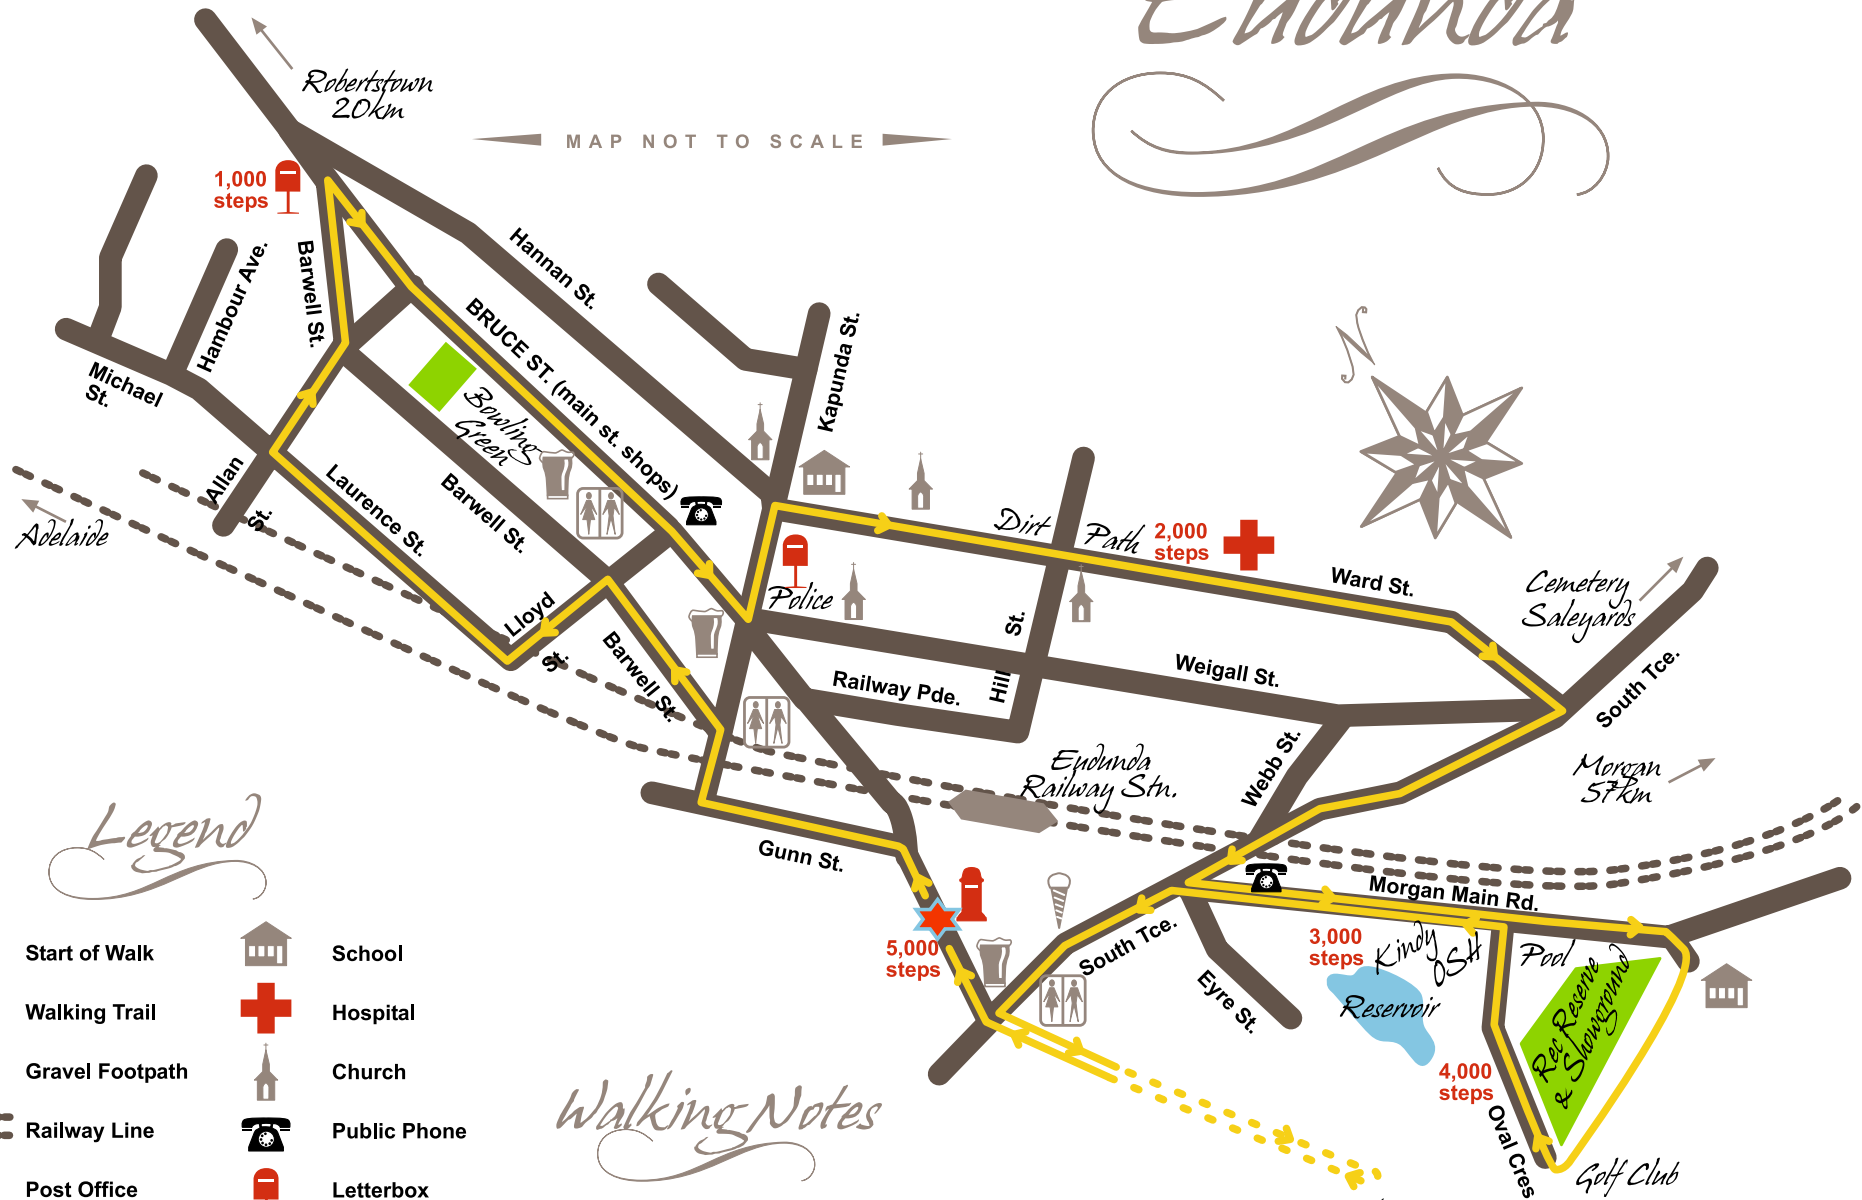 Eudunda
Robertstown
20km
MAP NOT TO SCALE
1,000
steps
Hannan St.
Hambour Ave.
Barwell St.
Kapunda St.
N
BRUCE ST. (main st. shops)
Michael
St.
Bowling
Green
Allan
St.
Laurence St.
Barwell St.
Adelaide
Dirt Path
2,000
steps
Ward St.
Cemetery
Saleyards
Police
Lloyd
St.
Barwell St.
Hill St.
Weigall St.
Railway Pde.
South Tce.
Webb St.
Eudunda
Railway Stn.
Morgan
57km
Gunn St.
Morgan Main Rd.
5,000
steps
South Tce.
Eyre St.
3,000
steps
Kindy
OSH
Pool
Reservoir
Rec Reserve
& Showground
4,000
steps
Oval Cres
Golf Club
Legend
Start of Walk
School
Walking Trail
Hospital
Gravel Footpath
Church
Railway Line
Public Phone
Post Office
Letterbox
Walking Notes